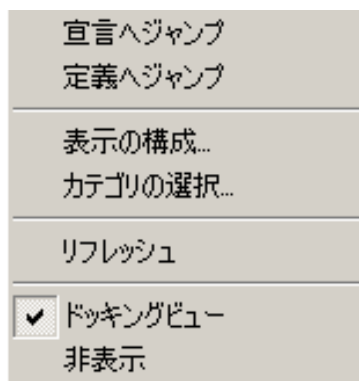 宣言へジャンプ
定義へジャンプ
表示の構成...
カテゴリの選択...
リフレッシュ
ドッキングビュー
非表示